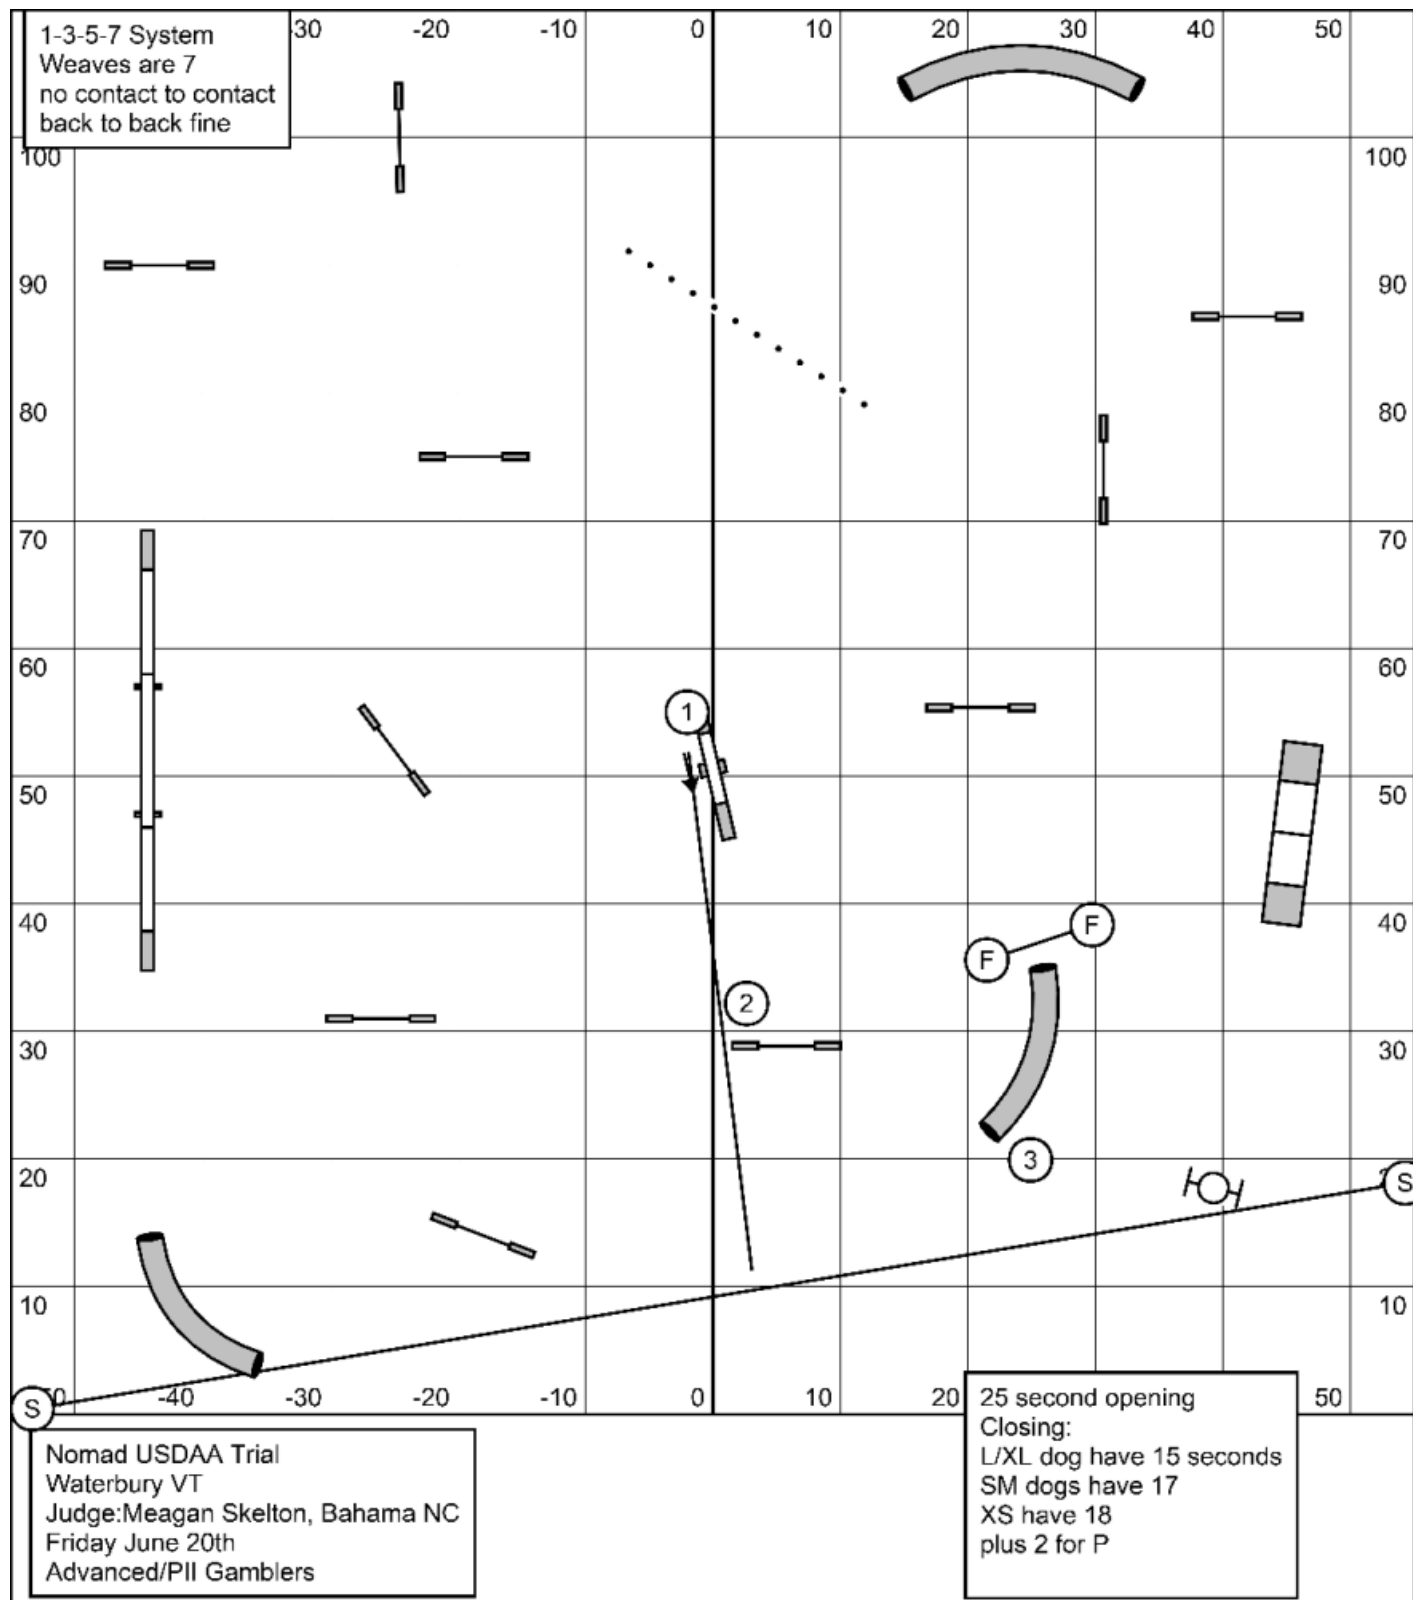 1-3-5-7 System
Weaves are 7
no contact to contact
back to back fine
-30 -20 -10 0 10 20 30 40 50
100 100
90 90
80 80
70 70
60 60
1
50 50
40 40
F
F
2
30 30
3
20
S
10 10
S
-40 -30 -20 -10 0 10 20 50
25 second opening
Closing:
L/XL dog have 15 seconds
SM dogs have 17
XS have 18
plus 2 for P
Nomad USDAA Trial
Waterbury VT
Judge:Meagan Skelton, Bahama NC
Friday June 20th
Advanced/PII Gamblers